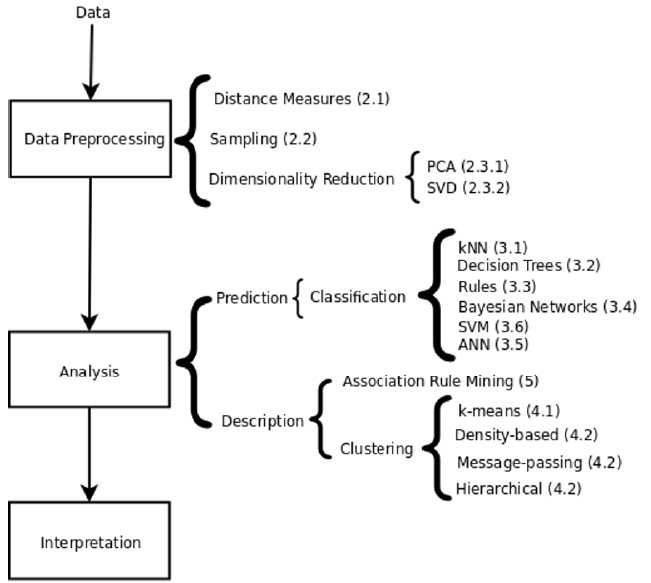 Data
Data Preprocessing
Distance Measures (2.1)
Sampling (2.2)
Dimensionality Reduction
PCA (2.3.1)
SVD (2.3.2)
Analysis
Prediction
Classification
kNN (3.1)
Decision Trees (3.2)
Rules (3.3)
Bayesian Networks (3.4)
SVM (3.6)
ANN (3.5)
Description
Association Rule Mining (5)
Clustering
k-means (4.1)
Density-based (4.2)
Message-passing (4.2)
Hierarchical (4.2)
Interpretation